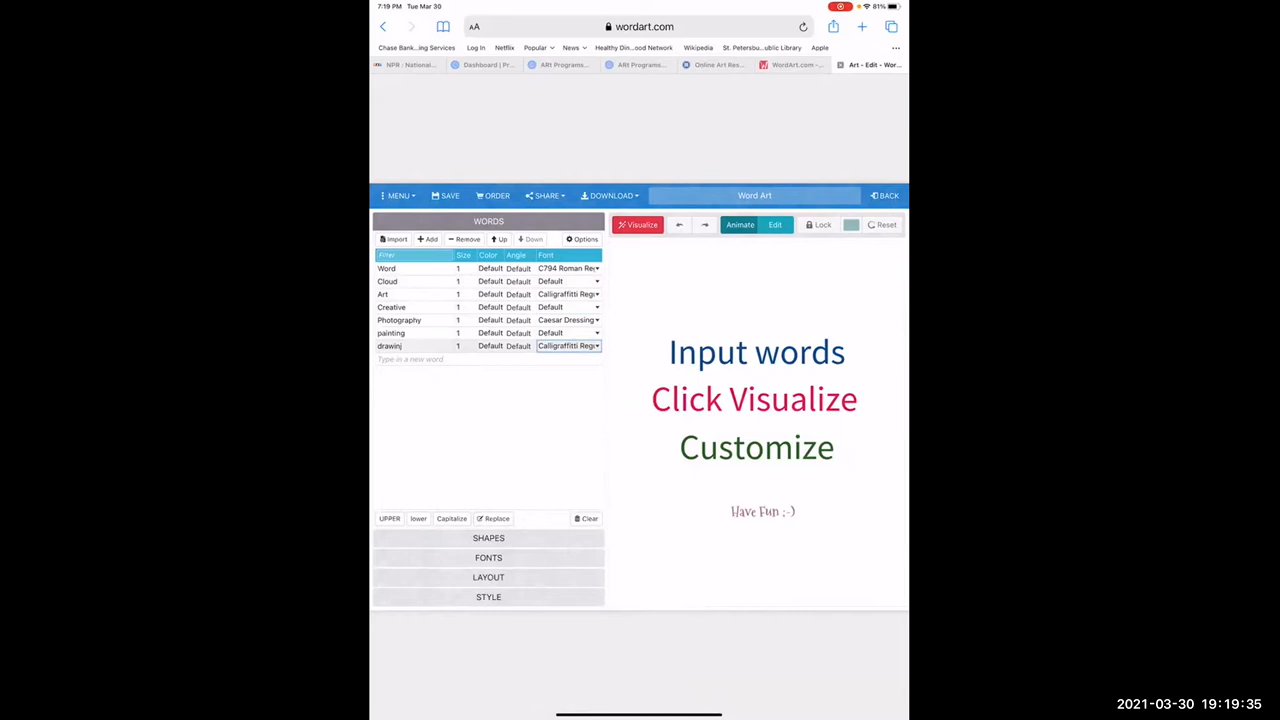 7:19 PM Tue Mar 30
81%
AA
wordart.com
Chase Bank...ing Services Log In Netflix Popular News Healthy Din...ood Network Wikipedia St. Petersbu...ublic Library Apple
NPR : National... Dashboard | Pr... ARt Programs... ARt Programs... Online Art Res... WordArt.com -... Art - Edit - Wor...
MENU SAVE ORDER SHARE DOWNLOAD Word Art BACK
WORDS
Visualize Animate Edit Lock Reset
Import Add Remove Up Down Options
Filter Size Color Angle Font
Word 1 Default Default C794 Roman Re
Cloud 1 Default Default Default
Art 1 Default Default Calligraffitti Reg
Creative 1 Default Default Default
Photography 1 Default Default Caesar Dressing
painting 1 Default Default Default
drawinj 1 Default Default Calligraffitti Reg
Type in a new word
Input words
Click Visualize
Customize
Have Fun ;-)
UPPER lower Capitalize Replace Clear
SHAPES
FONTS
LAYOUT
STYLE
2021-03-30 19:19:35